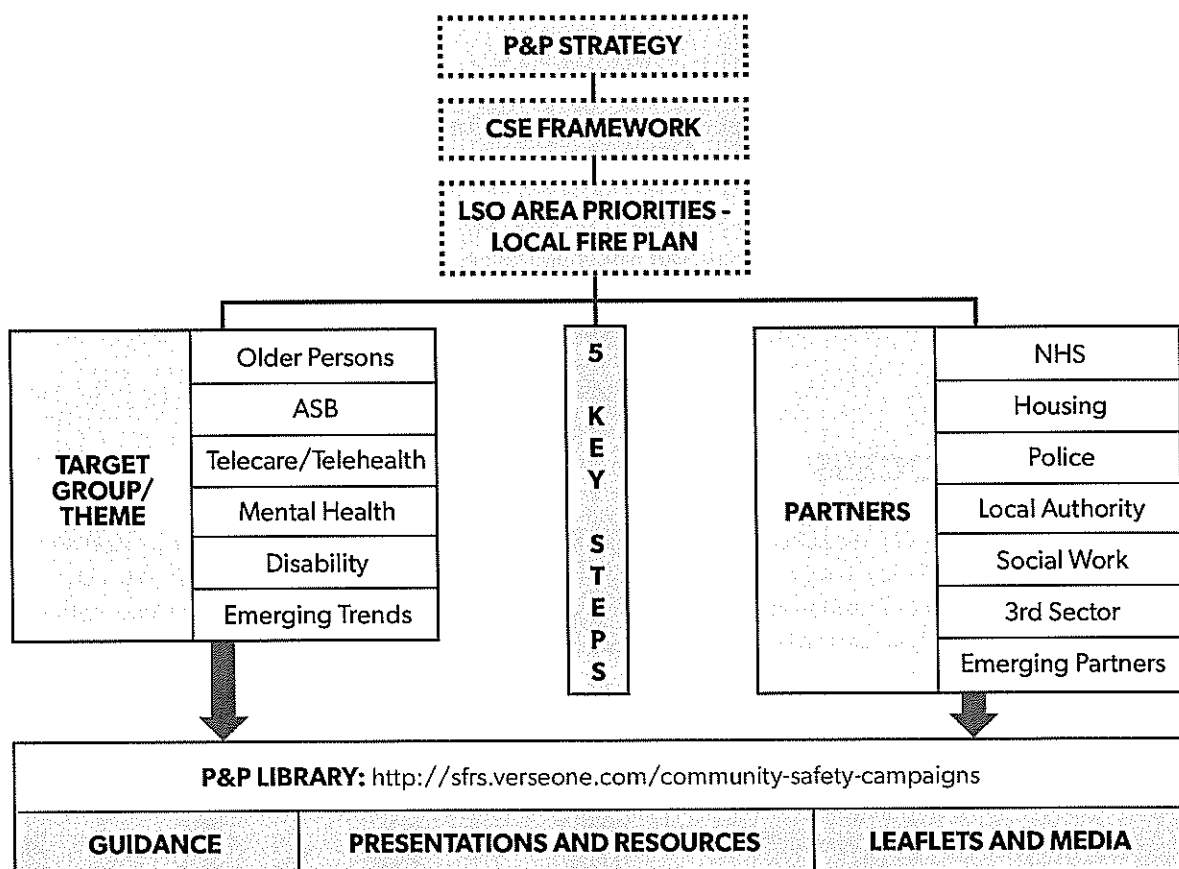 P&P STRATEGY
CSE FRAMEWORK
LSO AREA PRIORITIES -
LOCAL FIRE PLAN
TARGET
GROUP/
THEME
Older Persons
ASB
Telecare/Telehealth
Mental Health
Disability
Emerging Trends
5
K
E
Y
S
T
E
P
S
PARTNERS
NHS
Housing
Police
Local Authority
Social Work
3rd Sector
Emerging Partners
P&P LIBRARY: http://sfrs.verseone.com/community-safety-campaigns
GUIDANCE
PRESENTATIONS AND RESOURCES
LEAFLETS AND MEDIA